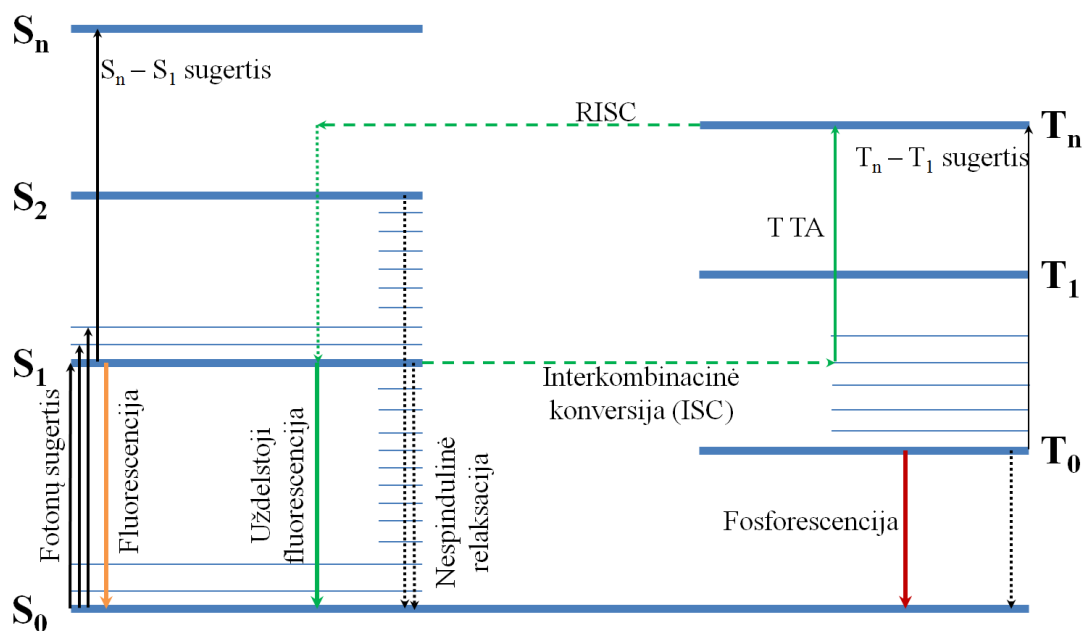 Sn
Sn – S1 sugertis
RISC
Tn
Tn – T1 sugertis
S2
T TA
T1
S1
Interkombinacinė
konversija (ISC)
T0
Fotonų sugertis
Fluorescencija
Uždelstoji
fluorescencija
Nespindulinė
relaksacija
Fosforescencija
S0